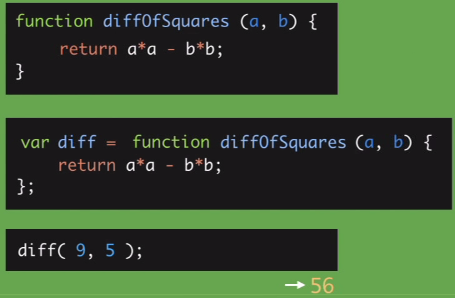 function diffOfSquares (a, b) {
return a*a - b*b;
}
var diff = function diffOfSquares (a, b) {
return a*a - b*b;
};
diff( 9, 5 );
→ 56